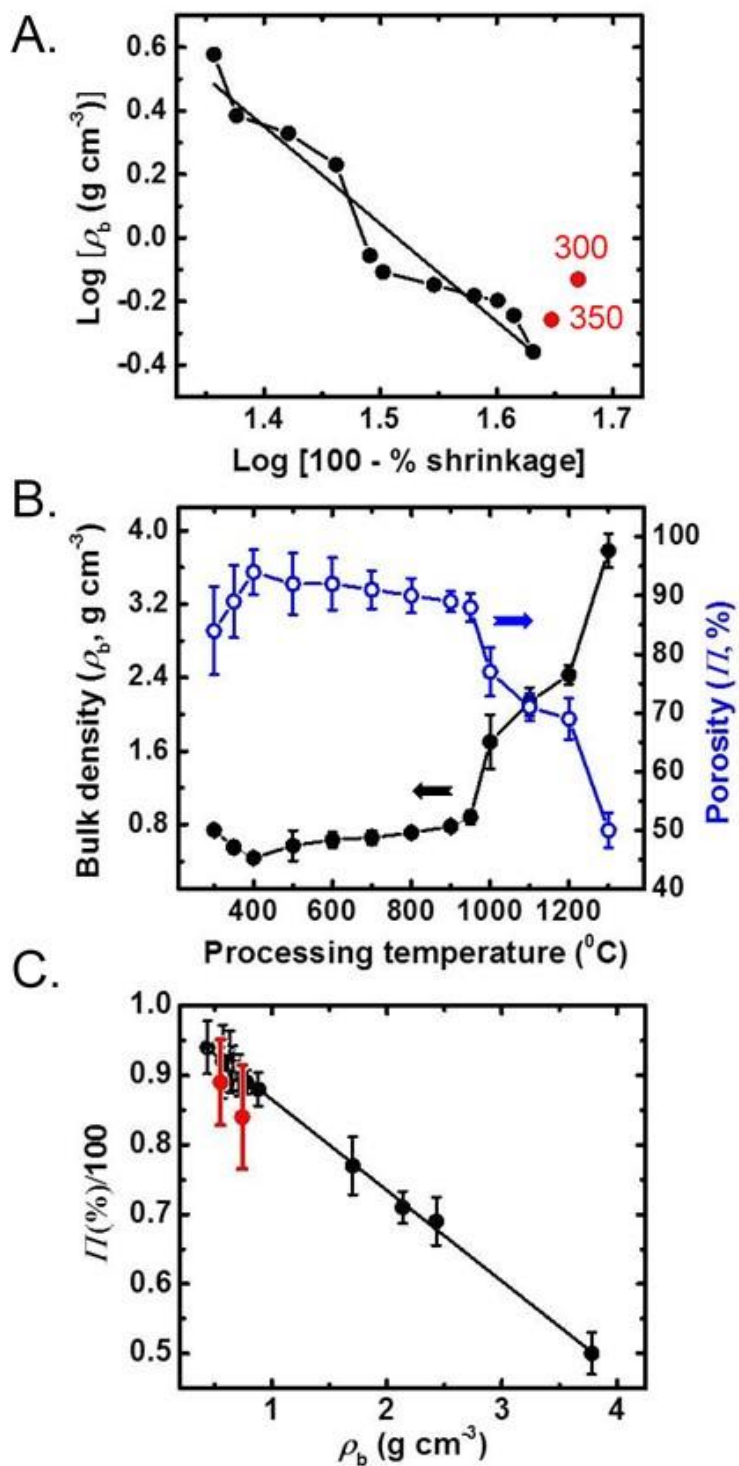 A.
Log [ρb (g cm-3)]
0.6
0.4
0.2
0.0
-0.2
-0.4
300
350
1.4 1.5 1.6 1.7
Log [100 - % shrinkage]
B.
Bulk density (ρb, g cm-3)
4.0
3.2
2.4
1.6
0.8
100
90
80
70
60
50
40
Porosity (Π, %)
400 600 800 1000 1200
Processing temperature (0C)
C.
Π(%)/100
1.0
0.9
0.8
0.7
0.6
0.5
1 2 3 4
ρb (g cm-3)